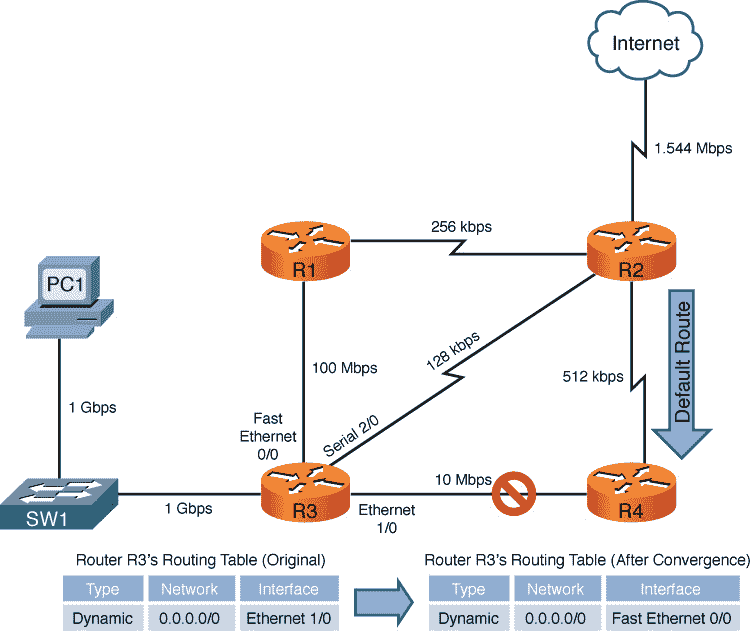 Internet
1.544 Mbps
256 kbps
R1
R2
PC1
128 kbps
100 Mbps
512 kbps
Default Route
1 Gbps
Fast
Ethernet
0/0
Serial 2/0
10 Mbps
SW1
1 Gbps
R3
Ethernet
1/0
R4
Router R3's Routing Table (Original)
Type Network Interface
Dynamic 0.0.0.0/0 Ethernet 1/0
Router R3's Routing Table (After Convergence)
Type Network Interface
Dynamic 0.0.0.0/0 Fast Ethernet 0/0